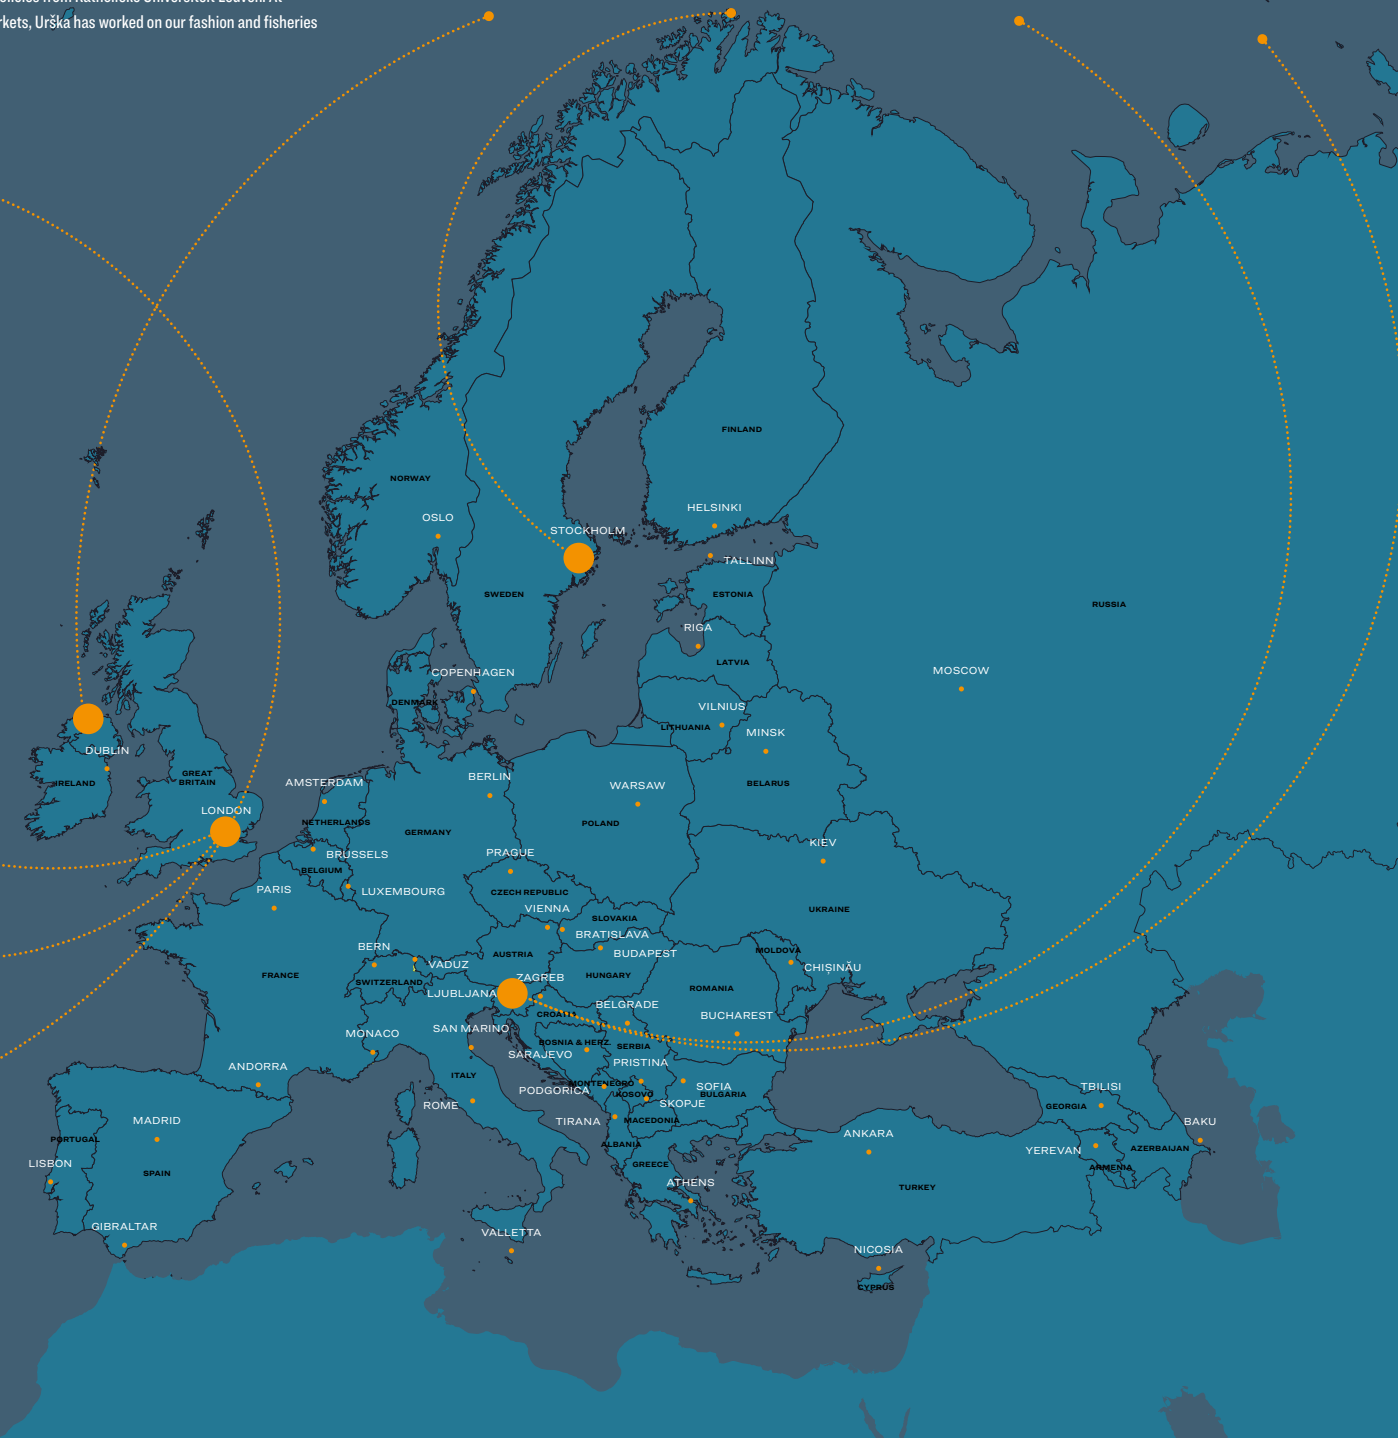 rkets, Urška has worked on our fashion and fisheries
FINLAND
NORWAY
HELSINKI
OSLO
STOCKHOLM
TALLINN
SWEDEN
ESTONIA
RUSSIA
RIGA
LATVIA
MOSCOW
COPENHAGEN
DENMARK
VILNIUS
LITHUANIA
MINSK
DUBLIN
IRELAND
GREAT
BRITAIN
AMSTERDAM
BERLIN
WARSAW
BELARUS
LONDON
NETHERLANDS
GERMANY
POLAND
KIEV
BRUSSELS
PRAGUE
BELGIUM
PARIS
LUXEMBOURG
CZECH REPUBLIC
VIENNA
UKRAINE
SLOVAKIA
BRATISLAVA
BERN
AUSTRIA
BUDAPEST
MOLDOVA
VADUZ
CHIȘINĂU
FRANCE
SWITZERLAND
ZAGREB
HUNGARY
LJUBLJANA
ROMANIA
BELGRADE
CROATIA
BUCHAREST
MONACO
SAN MARINO
BOSNIA & HERZ.
SERBIA
SARAJEVO
PRISTINA
ANDORRA
ITALY
MONTENEGRO
PODGORICA
SOFIA
KOSOVO
BULGARIA
TBILISI
ROME
SKOPJE
GEORGIA
MADRID
TIRANA
MACEDONIA
BAKU
PORTUGAL
ANKARA
ALBANIA
YEREVAN
AZERBAIJAN
LISBON
SPAIN
GREECE
ARMENIA
ATHENS
TURKEY
GIBRALTAR
VALLETTA
NICOSIA
CYPRUS